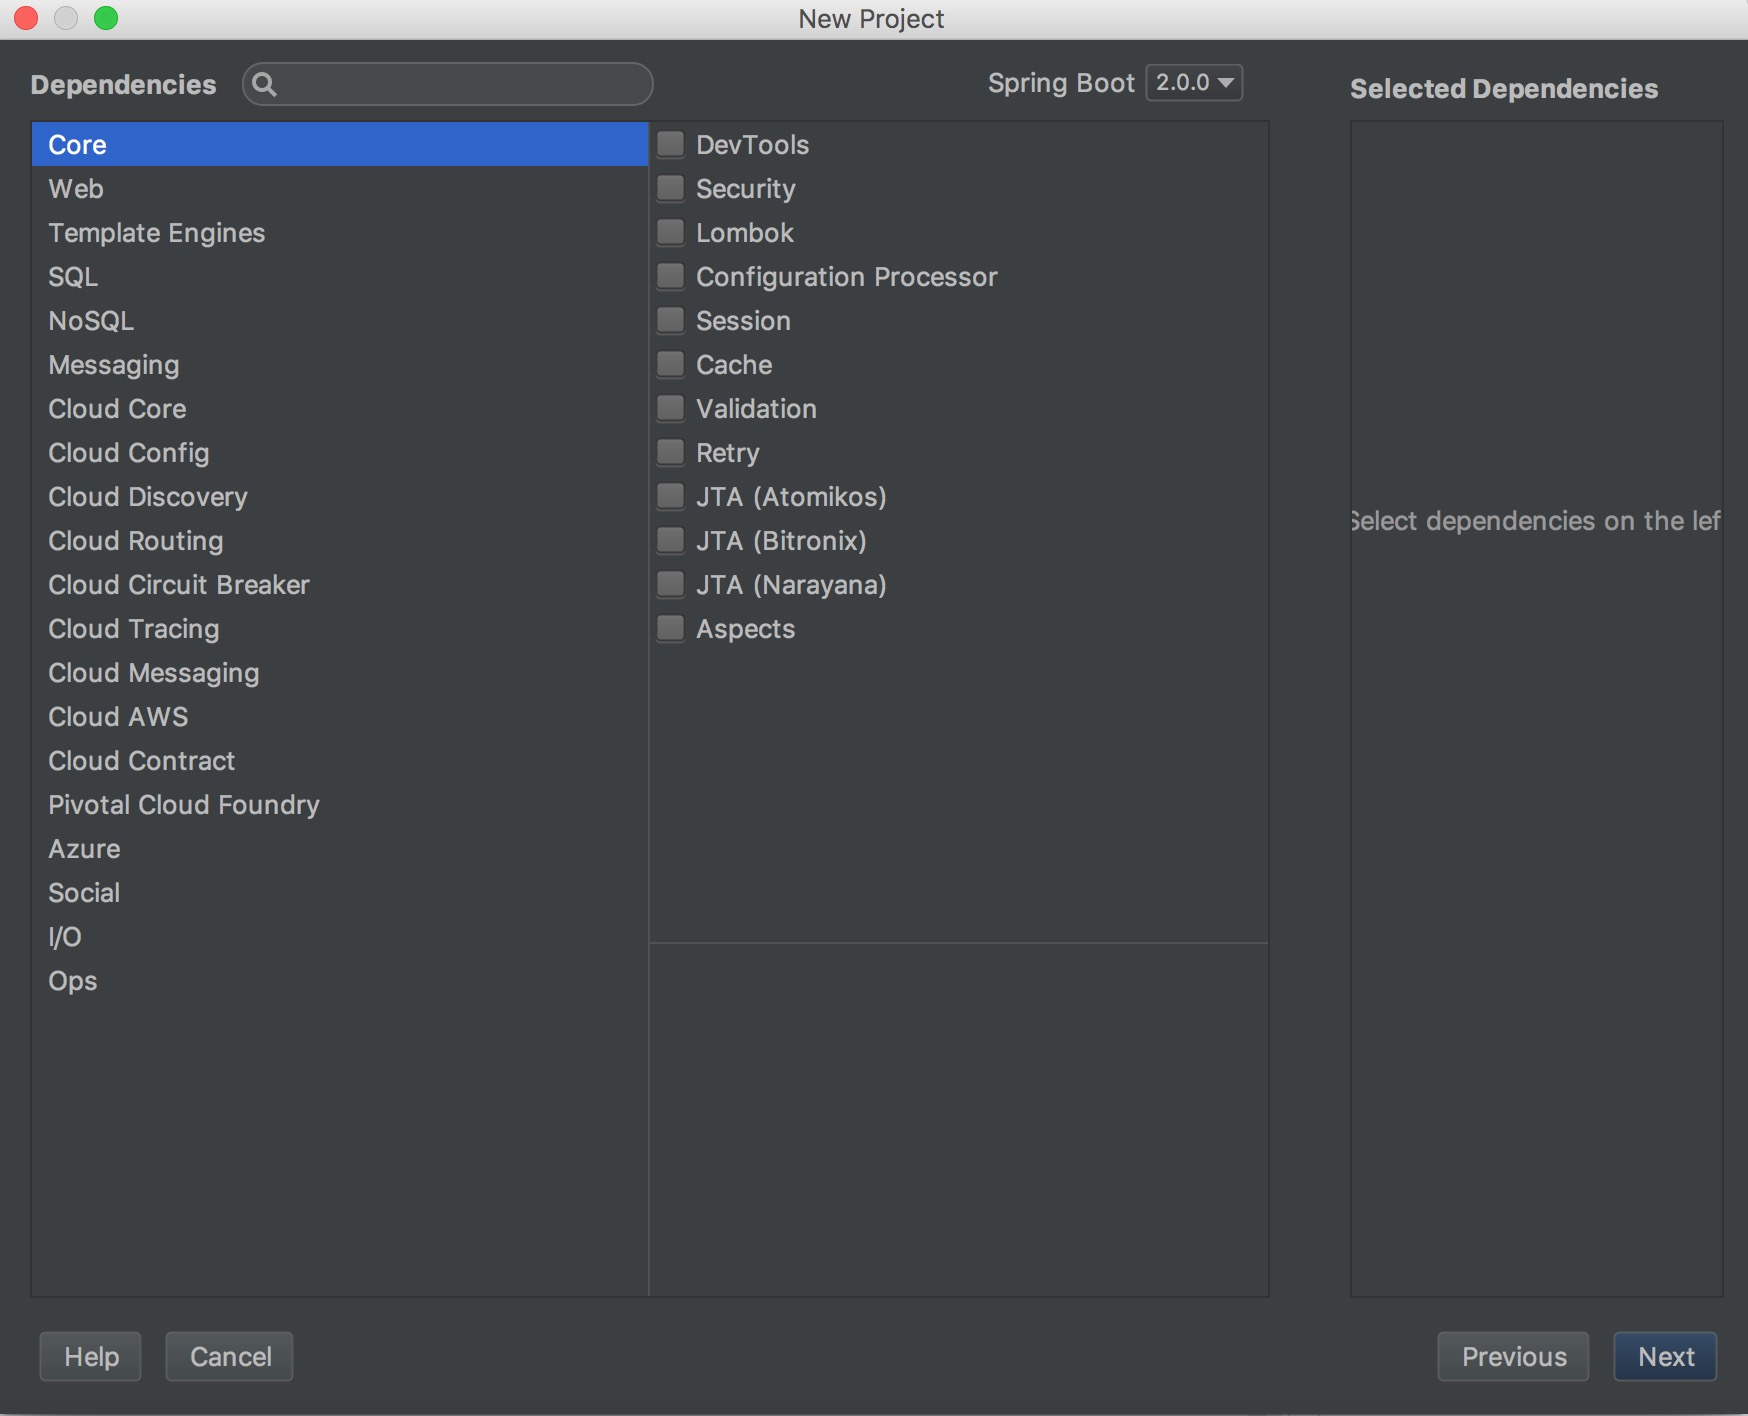 New Project
Dependencies
Spring Boot 2.0.0
Selected Dependencies
Core
Web
Template Engines
SQL
NoSQL
Messaging
Cloud Core
Cloud Config
Cloud Discovery
Cloud Routing
Cloud Circuit Breaker
Cloud Tracing
Cloud Messaging
Cloud AWS
Cloud Contract
Pivotal Cloud Foundry
Azure
Social
I/O
Ops
DevTools
Security
Lombok
Configuration Processor
Session
Cache
Validation
Retry
JTA (Atomikos)
JTA (Bitronix)
JTA (Narayana)
Aspects
Select dependencies on the lef
Help
Cancel
Previous
Next